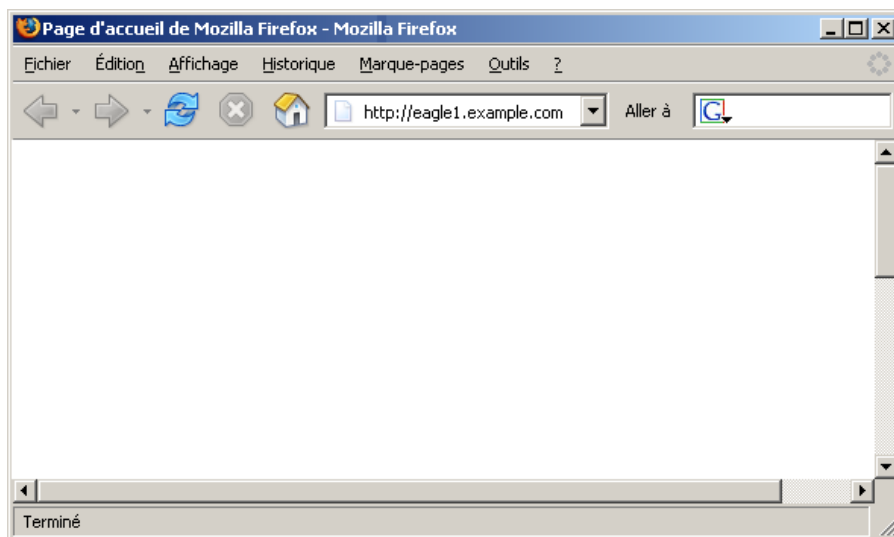 Page d'accueil de Mozilla Firefox - Mozilla Firefox
Fichier Édition Affichage Historique Marque-pages Outils ?
http://eagle1.example.com Aller à G
Terminé